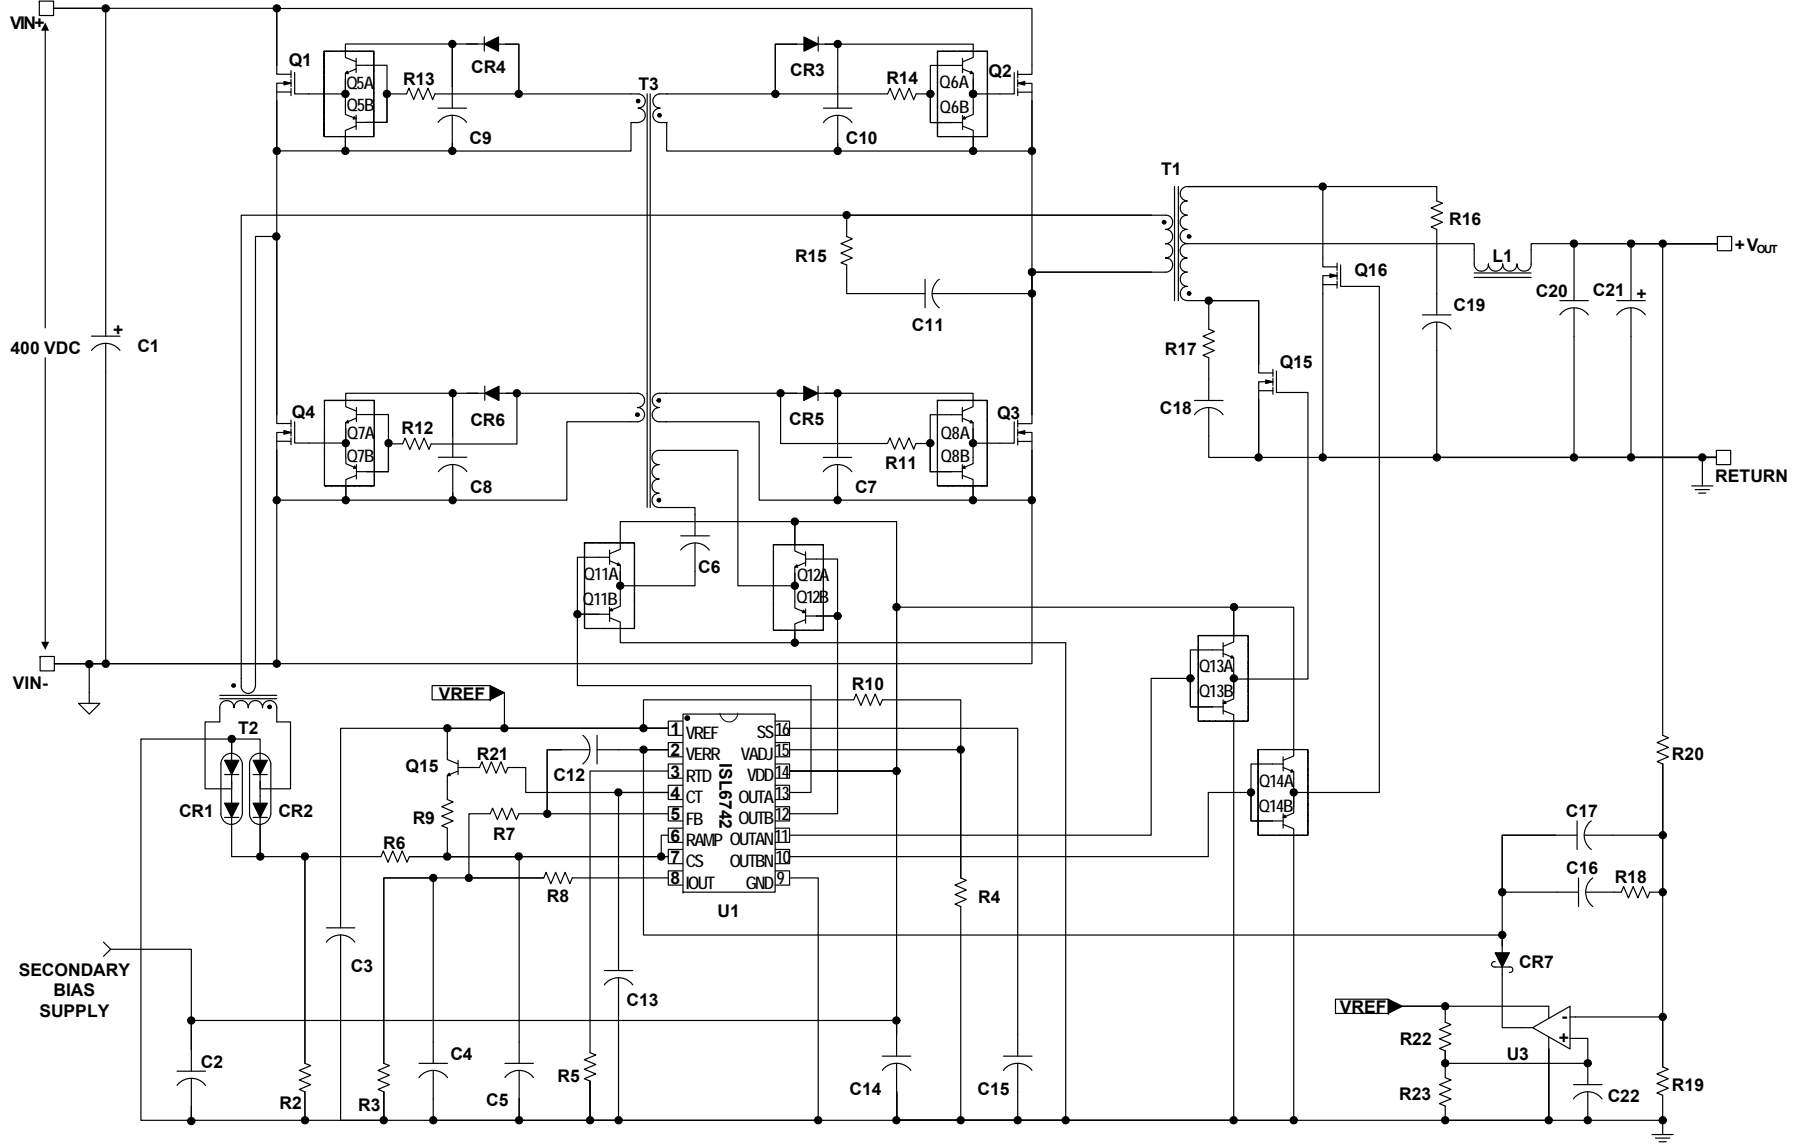 VIN+
Q1
Q5A
Q5B
R13
CR4
C9
T3
CR3
C10
R14
Q6A
Q6B
Q2
T1
R15
C11
R16
+ VOUT
L1
Q16
C19
C20
C21
+
R17
Q15
C18
RETURN
400 VDC
+
C1
Q4
Q7A
Q7B
R12
CR6
C8
CR5
C7
R11
Q8A
Q8B
Q3
C6
Q11A
Q11B
Q12A
Q12B
Q13A
Q13B
Q14A
Q14B
VIN-
T2
CR1
CR2
VREF
R10
Q15
R21
C12
R9
R7
R6
R8
1 VREF
2 VERR
3 RTD
4 CT
5 FB
6 RAMP
7 CS
8 IOUT
ISL6742
SS 16
VADJ 15
VDD 14
OUTA 13
OUTB 12
OUTAN 11
OUTBN 10
GND 9
U1
R4
R20
C17
C16
R18
CR7
C3
C13
SECONDARY
BIAS
SUPPLY
C2
R2
R3
C4
C5
R5
C14
C15
VREF
R22
R23
U3
-
+
C22
R19